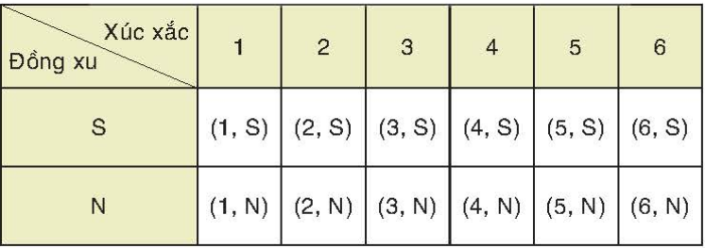 Xúc xắc
Đồng xu
1 2 3 4 5 6
S (1, S) (2, S) (3, S) (4, S) (5, S) (6, S)
N (1, N) (2, N) (3, N) (4, N) (5, N) (6, N)